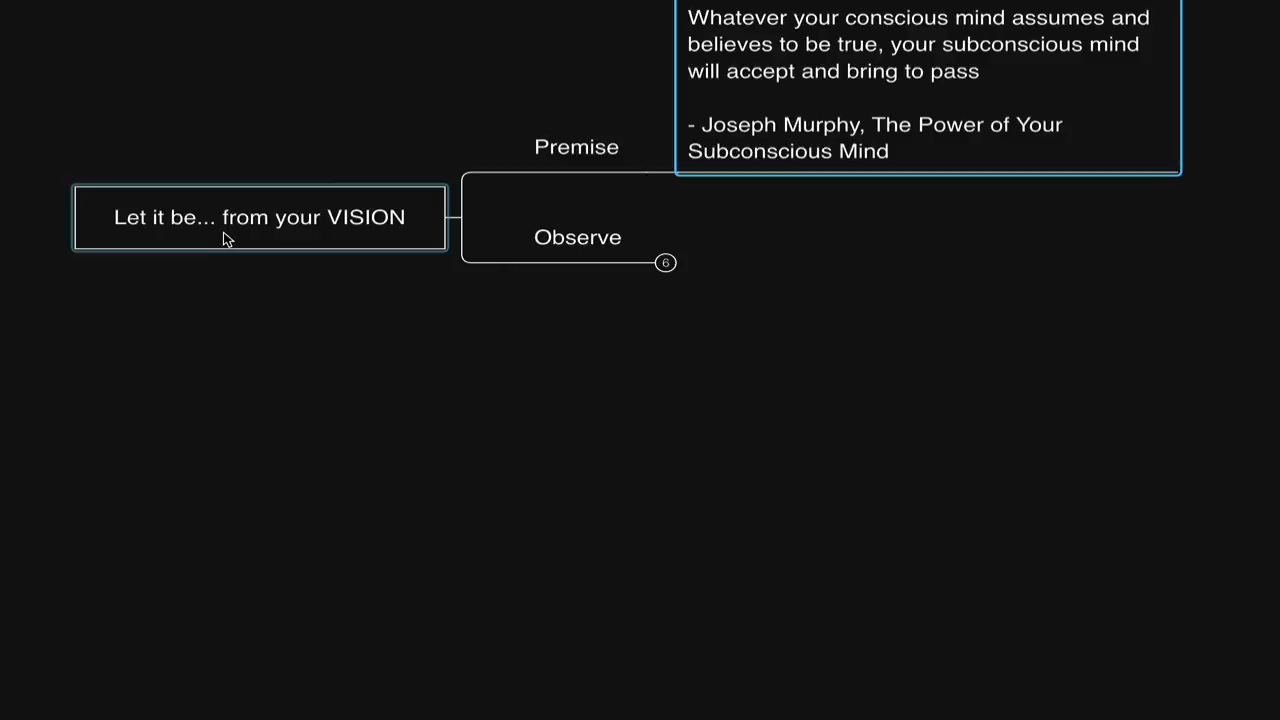 Whatever your conscious mind assumes and
believes to be true, your subconscious mind
will accept and bring to pass
- Joseph Murphy, The Power of Your
Subconscious Mind
Premise
Let it be... from your VISION
Observe
6